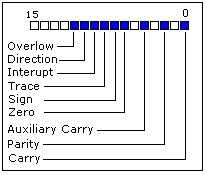 15 0
Overlow
Direction
Interupt
Trace
Sign
Zero
Auxiliary Carry
Parity
Carry